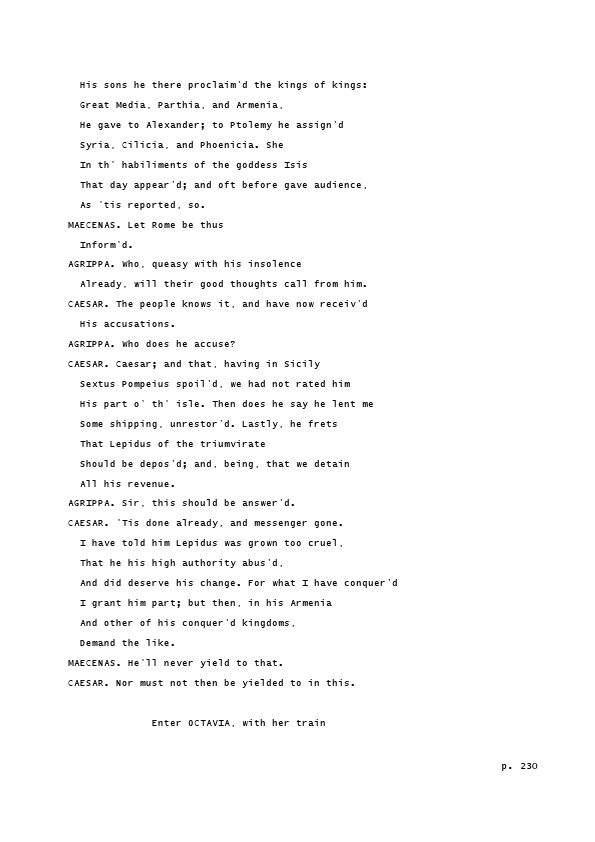 His sons he there proclaim'd the kings of kings:
Great Media, Parthia, and Armenia,
He gave to Alexander; to Ptolemy he assign'd
Syria, Cilicia, and Phoenicia. She
In th' habiliments of the goddess Isis
That day appear'd; and oft before gave audience,
As 'tis reported, so.
MAECENAS. Let Rome be thus
Inform'd.
AGRIPPA. Who, queasy with his insolence
Already, will their good thoughts call from him.
CAESAR. The people knows it, and have now receiv'd
His accusations.
AGRIPPA. Who does he accuse?
CAESAR. Caesar; and that, having in Sicily
Sextus Pompeius spoil'd, we had not rated him
His part o' th' isle. Then does he say he lent me
Some shipping, unrestor'd. Lastly, he frets
That Lepidus of the triumvirate
Should be depos'd; and, being, that we detain
All his revenue.
AGRIPPA. Sir, this should be answer'd.
CAESAR. 'Tis done already, and messenger gone.
I have told him Lepidus was grown too cruel,
That he his high authority abus'd,
And did deserve his change. For what I have conquer'd
I grant him part; but then, in his Armenia
And other of his conquer'd kingdoms,
Demand the like.
MAECENAS. He'll never yield to that.
CAESAR. Nor must not then be yielded to in this.
Enter OCTAVIA, with her train
p. 230